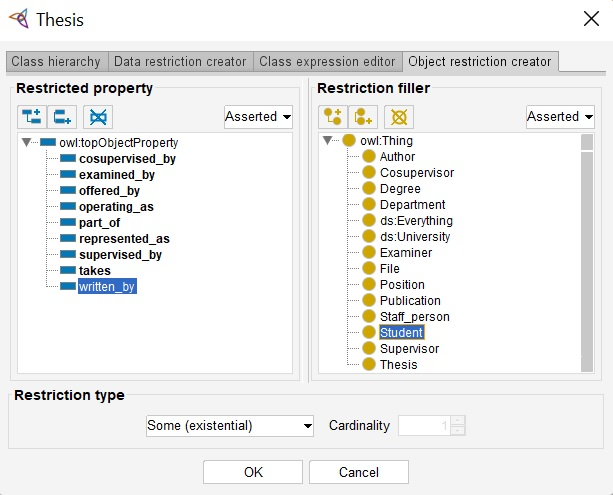 Thesis
Class hierarchy Data restriction creator Class expression editor Object restriction creator
Restricted property
Asserted
owl:topObjectProperty
cosupervised_by
examined_by
offered_by
operating_as
part_of
represented_as
supervised_by
takes
written_by
Restriction filler
Asserted
owl:Thing
Author
Cosupervisor
Degree
Department
ds:Everything
ds:University
Examiner
File
Position
Publication
Staff_person
Student
Supervisor
Thesis
Restriction type
Some (existential) Cardinality 1
OK Cancel